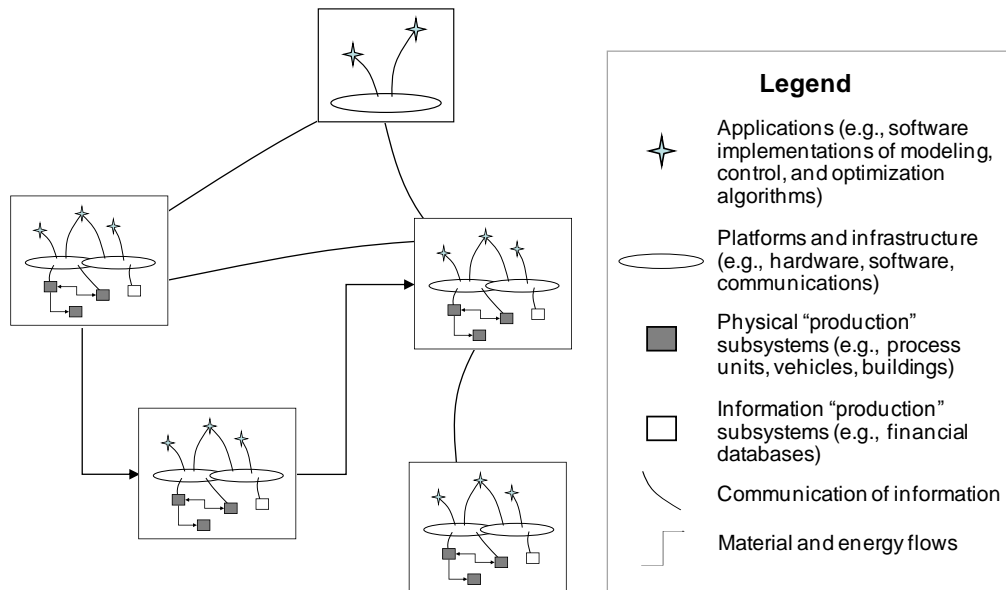 Legend
Applications (e.g., software
implementations of modeling,
control, and optimization
algorithms)
Platforms and infrastructure
(e.g., hardware, software,
communications)
Physical “production”
subsystems (e.g., process
units, vehicles, buildings)
Information “production”
subsystems (e.g., financial
databases)
Communication of information
Material and energy flows